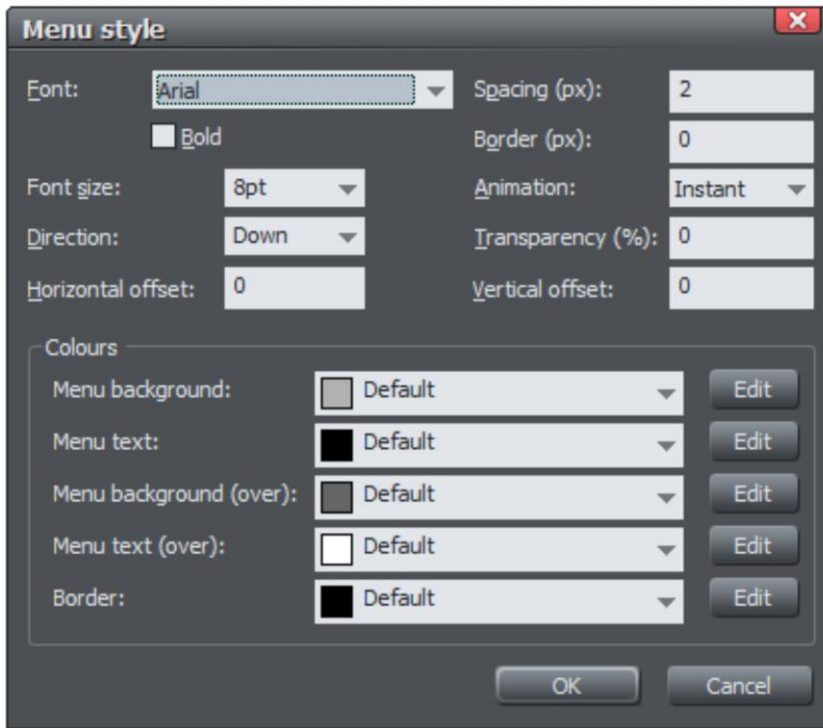 Menu style
Font: Arial Spacing (px): 2
Bold Border (px): 0
Font size: 8pt Animation: Instant
Direction: Down Transparency (%): 0
Horizontal offset: 0 Vertical offset: 0
Colours
Menu background: Default Edit
Menu text: Default Edit
Menu background (over): Default Edit
Menu text (over): Default Edit
Border: Default Edit
OK Cancel